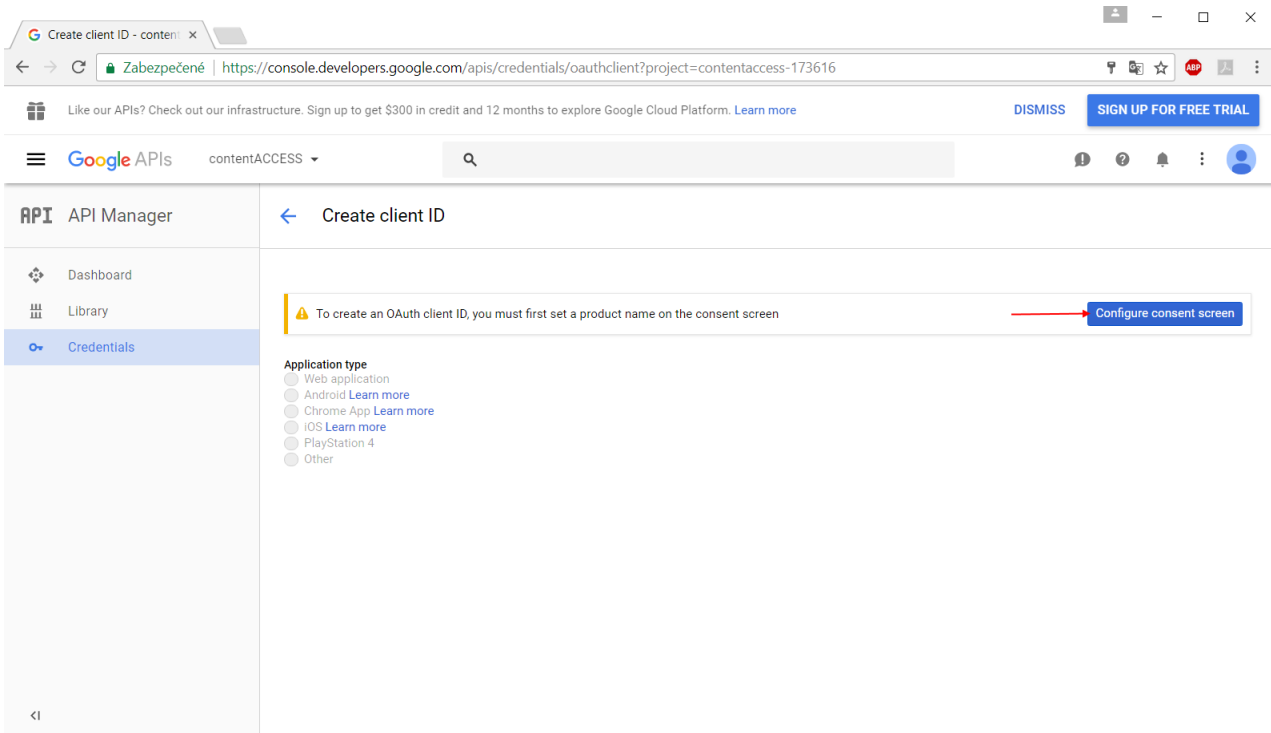 Create client ID - content
Zabezpečené | https://console.developers.google.com/apis/credentials/oauthclient?project=contentaccess-173616
ABP
Like our APIs? Check out our infrastructure. Sign up to get $300 in credit and 12 months to explore Google Cloud Platform. Learn more
DISMISS
SIGN UP FOR FREE TRIAL
Google APIs
contentACCESS
API API Manager
Create client ID
Dashboard
Library
Credentials
To create an OAuth client ID, you must first set a product name on the consent screen
Configure consent screen
Application type
Web application
Android Learn more
Chrome App Learn more
iOS Learn more
PlayStation 4
Other